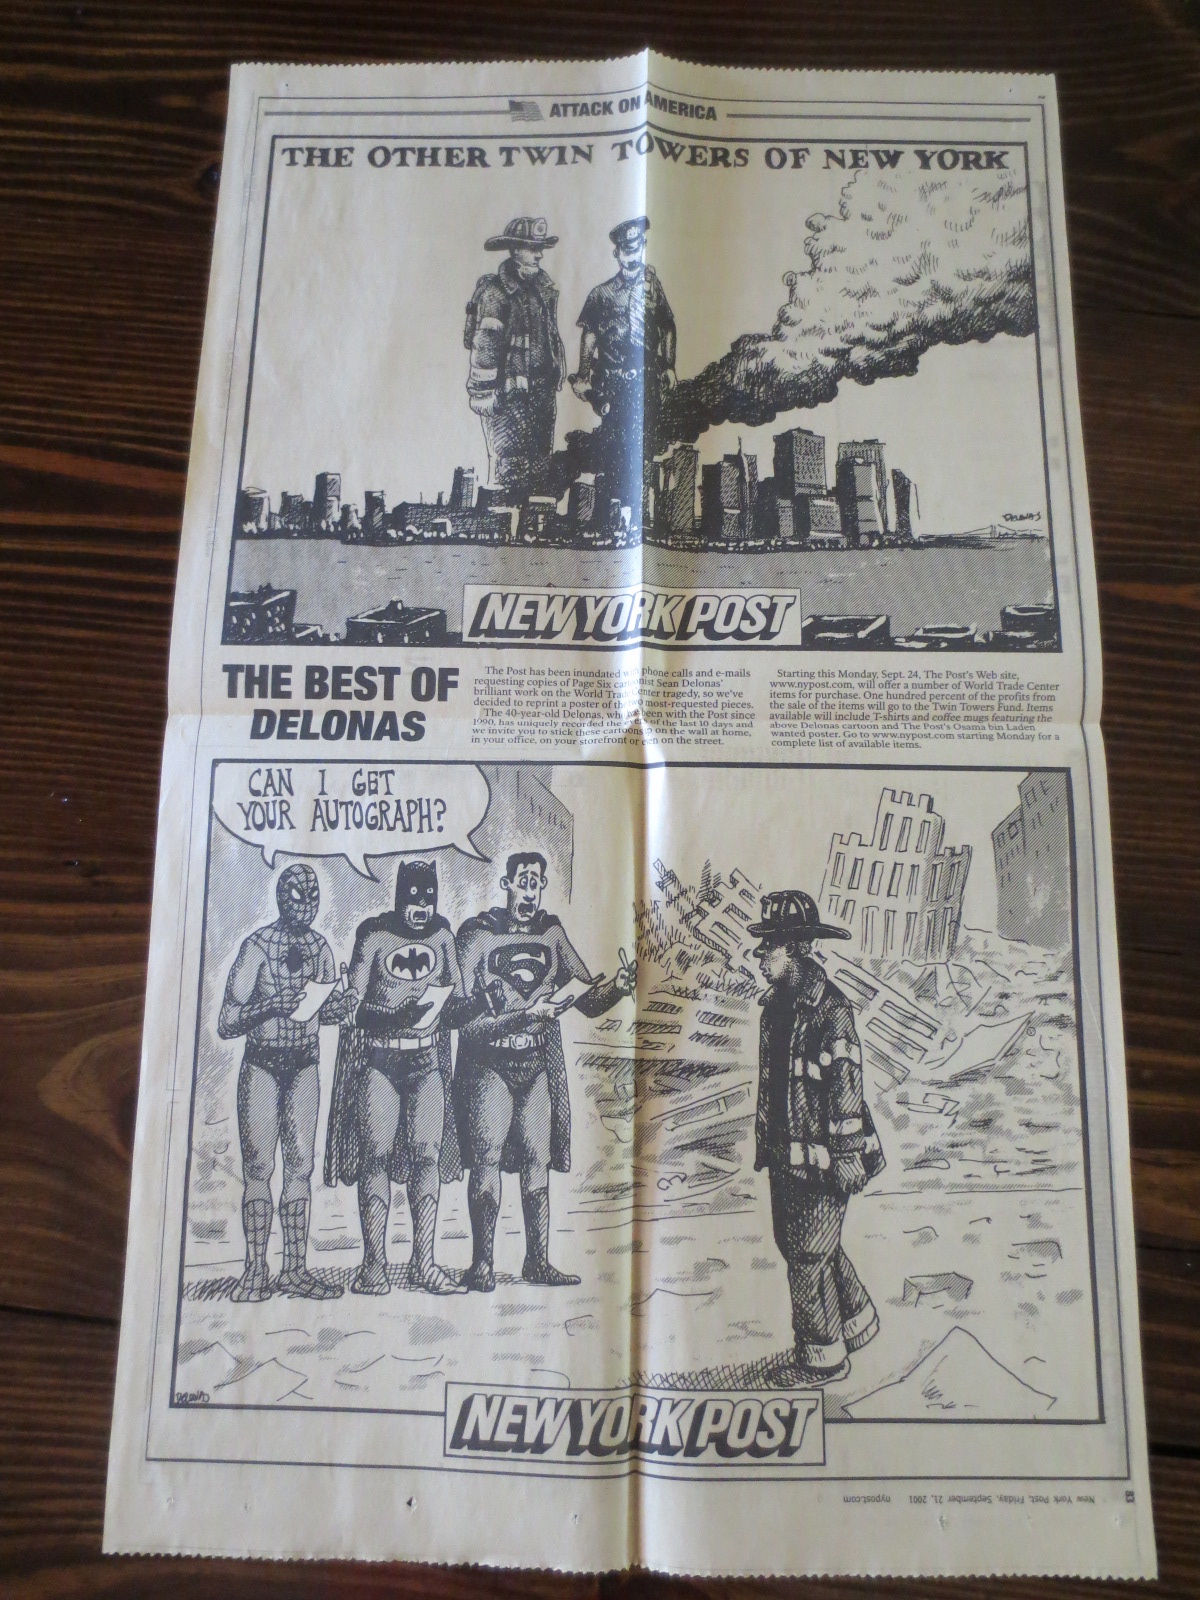 ATTACK ON AMERICA
THE OTHER TWIN TOWERS OF NEW YORK
DELONAS
NEW YORK POST
THE BEST OF
DELONAS
The Post has been inundated with phone calls and e-mails
requesting copies of Page Six cartoonist Sean Delonas'
brilliant work on the World Trade Center tragedy, so we've
decided to reprint a poster of the two most-requested pieces.
The 40-year-old Delonas, who has been with the Post since
1990, has uniquely recorded the events of the last 10 days and
we invite you to stick these cartoons up on the wall at home,
in your office, on your storefront or even on the street.
Starting this Monday, Sept. 24, The Post's Web site,
www.nypost.com, will offer a number of World Trade Center
items for purchase. One hundred percent of the profits from
the sale of the items will go to the Twin Towers Fund. Items
available will include T-shirts and coffee mugs featuring the
above Delonas cartoon and The Post's Osama bin Laden
wanted poster. Go to www.nypost.com starting Monday for a
complete list of available items.
CAN I GET
YOUR AUTOGRAPH?
S
DELONAS
NEW YORK POST
New York Post, Friday, September 21, 2001 nypost.com